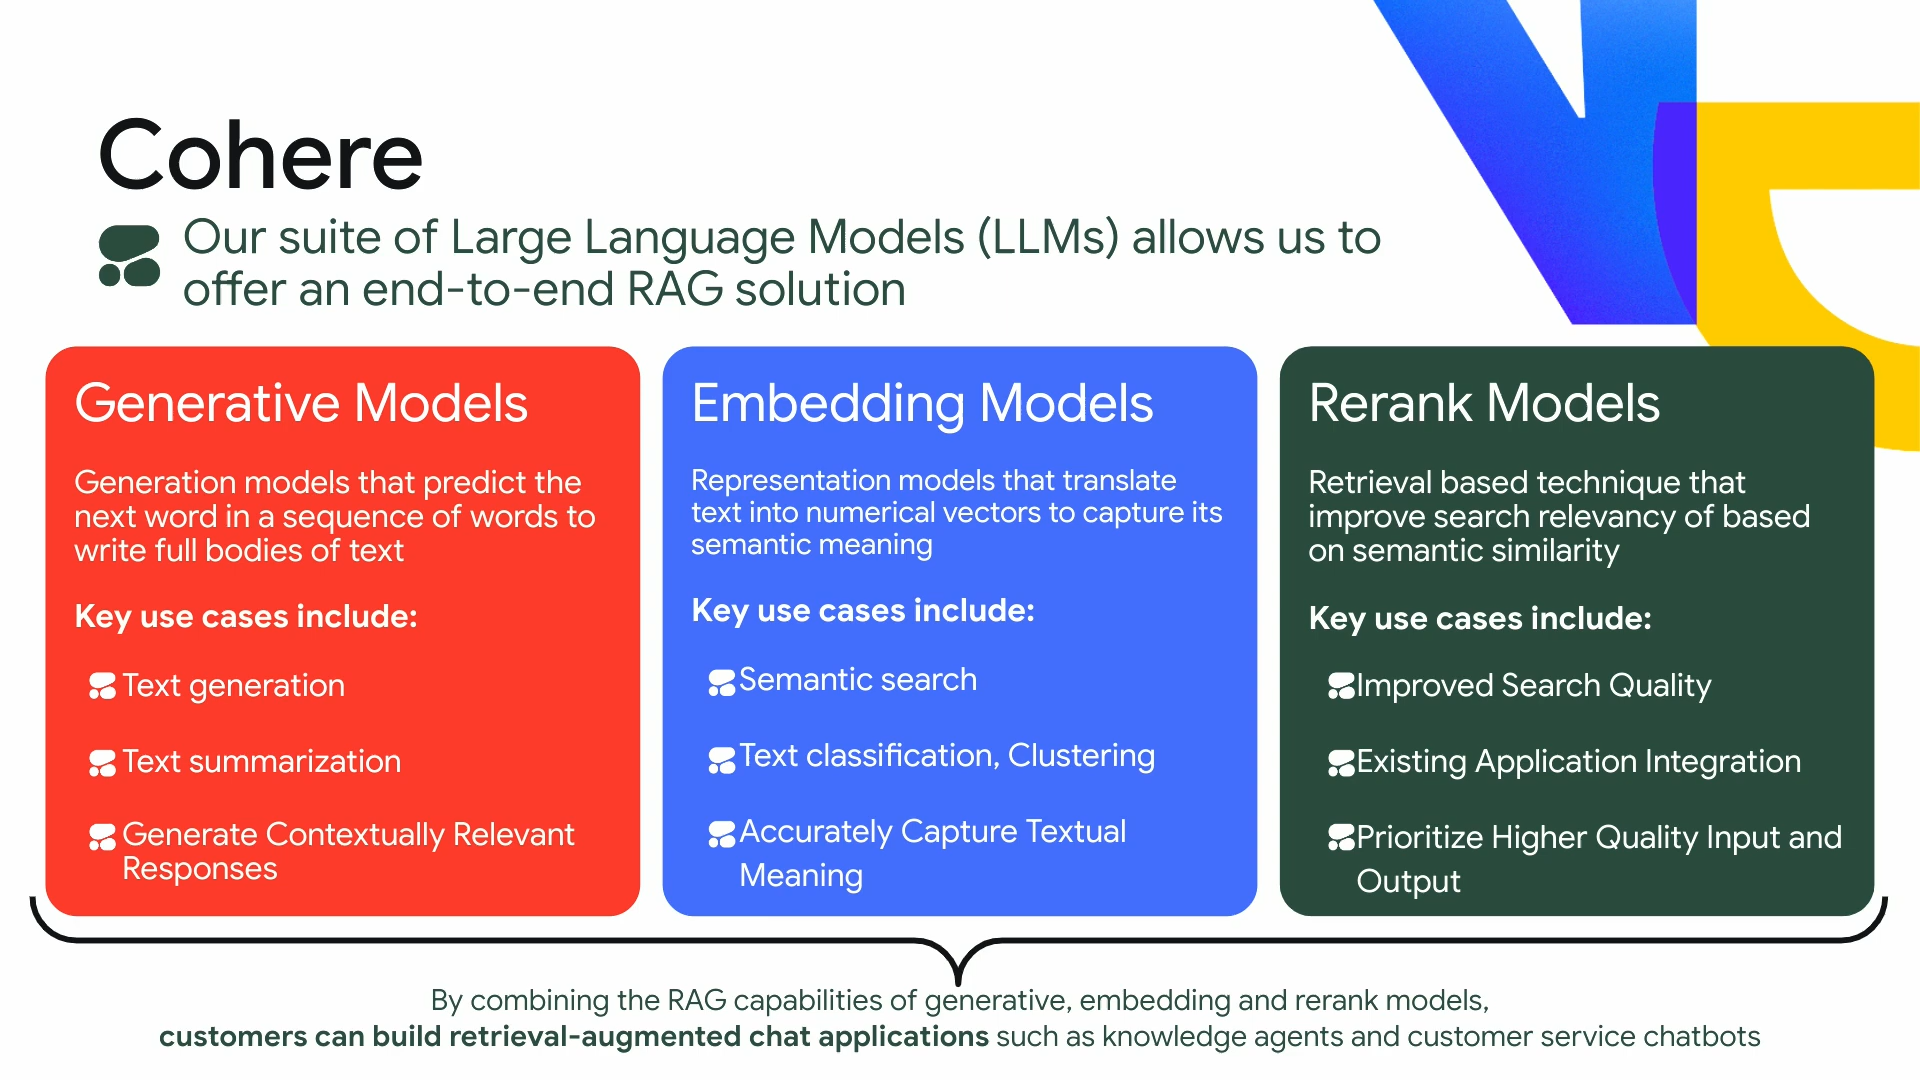 Cohere
Our suite of Large Language Models (LLMs) allows us to
offer an end-to-end RAG solution
Generative Models
Generation models that predict the
next word in a sequence of words to
write full bodies of text
Key use cases include:
Text generation
Text summarization
Generate Contextually Relevant
Responses
Embedding Models
Representation models that translate
text into numerical vectors to capture its
semantic meaning
Key use cases include:
Semantic search
Text classification, Clustering
Accurately Capture Textual
Meaning
Rerank Models
Retrieval based technique that
improve search relevancy of based
on semantic similarity
Key use cases include:
Improved Search Quality
Existing Application Integration
Prioritize Higher Quality Input and
Output
By combining the RAG capabilities of generative, embedding and rerank models,
customers can build retrieval-augmented chat applications such as knowledge agents and customer service chatbots